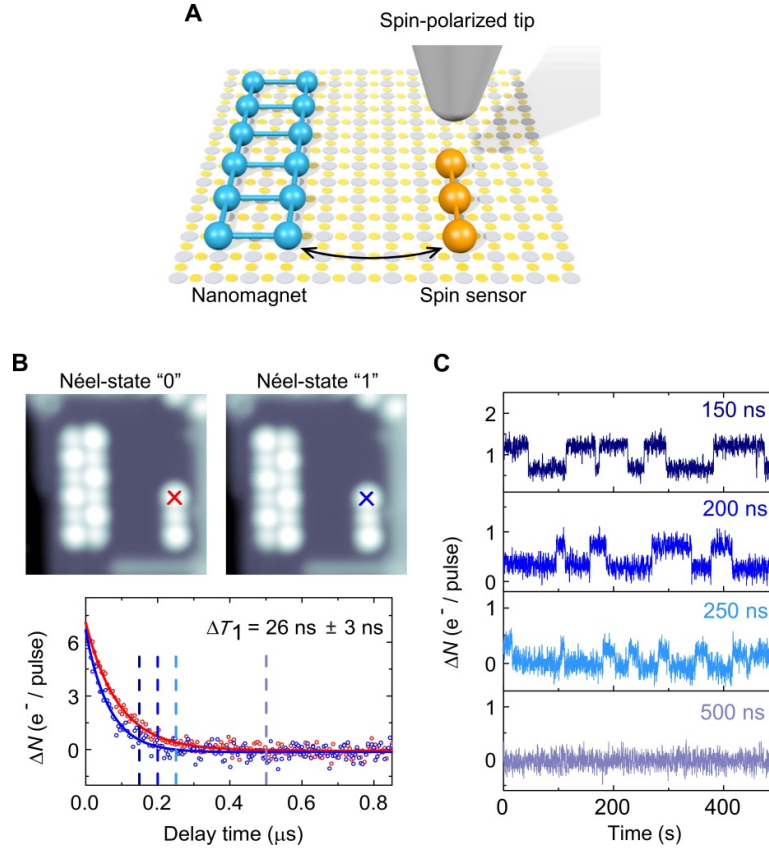 A
Spin-polarized tip
Nanomagnet
Spin sensor
B
Néel-state “0”
Néel-state “1”
ΔN (e⁻ / pulse)
6
3
0
ΔT₁ = 26 ns ± 3 ns
0.0 0.2 0.4 0.6 0.8
Delay time (μs)
C
ΔN (e⁻ / pulse)
2
1
150 ns
1
0
200 ns
1
0
250 ns
1
0
500 ns
0 200 400
Time (s)